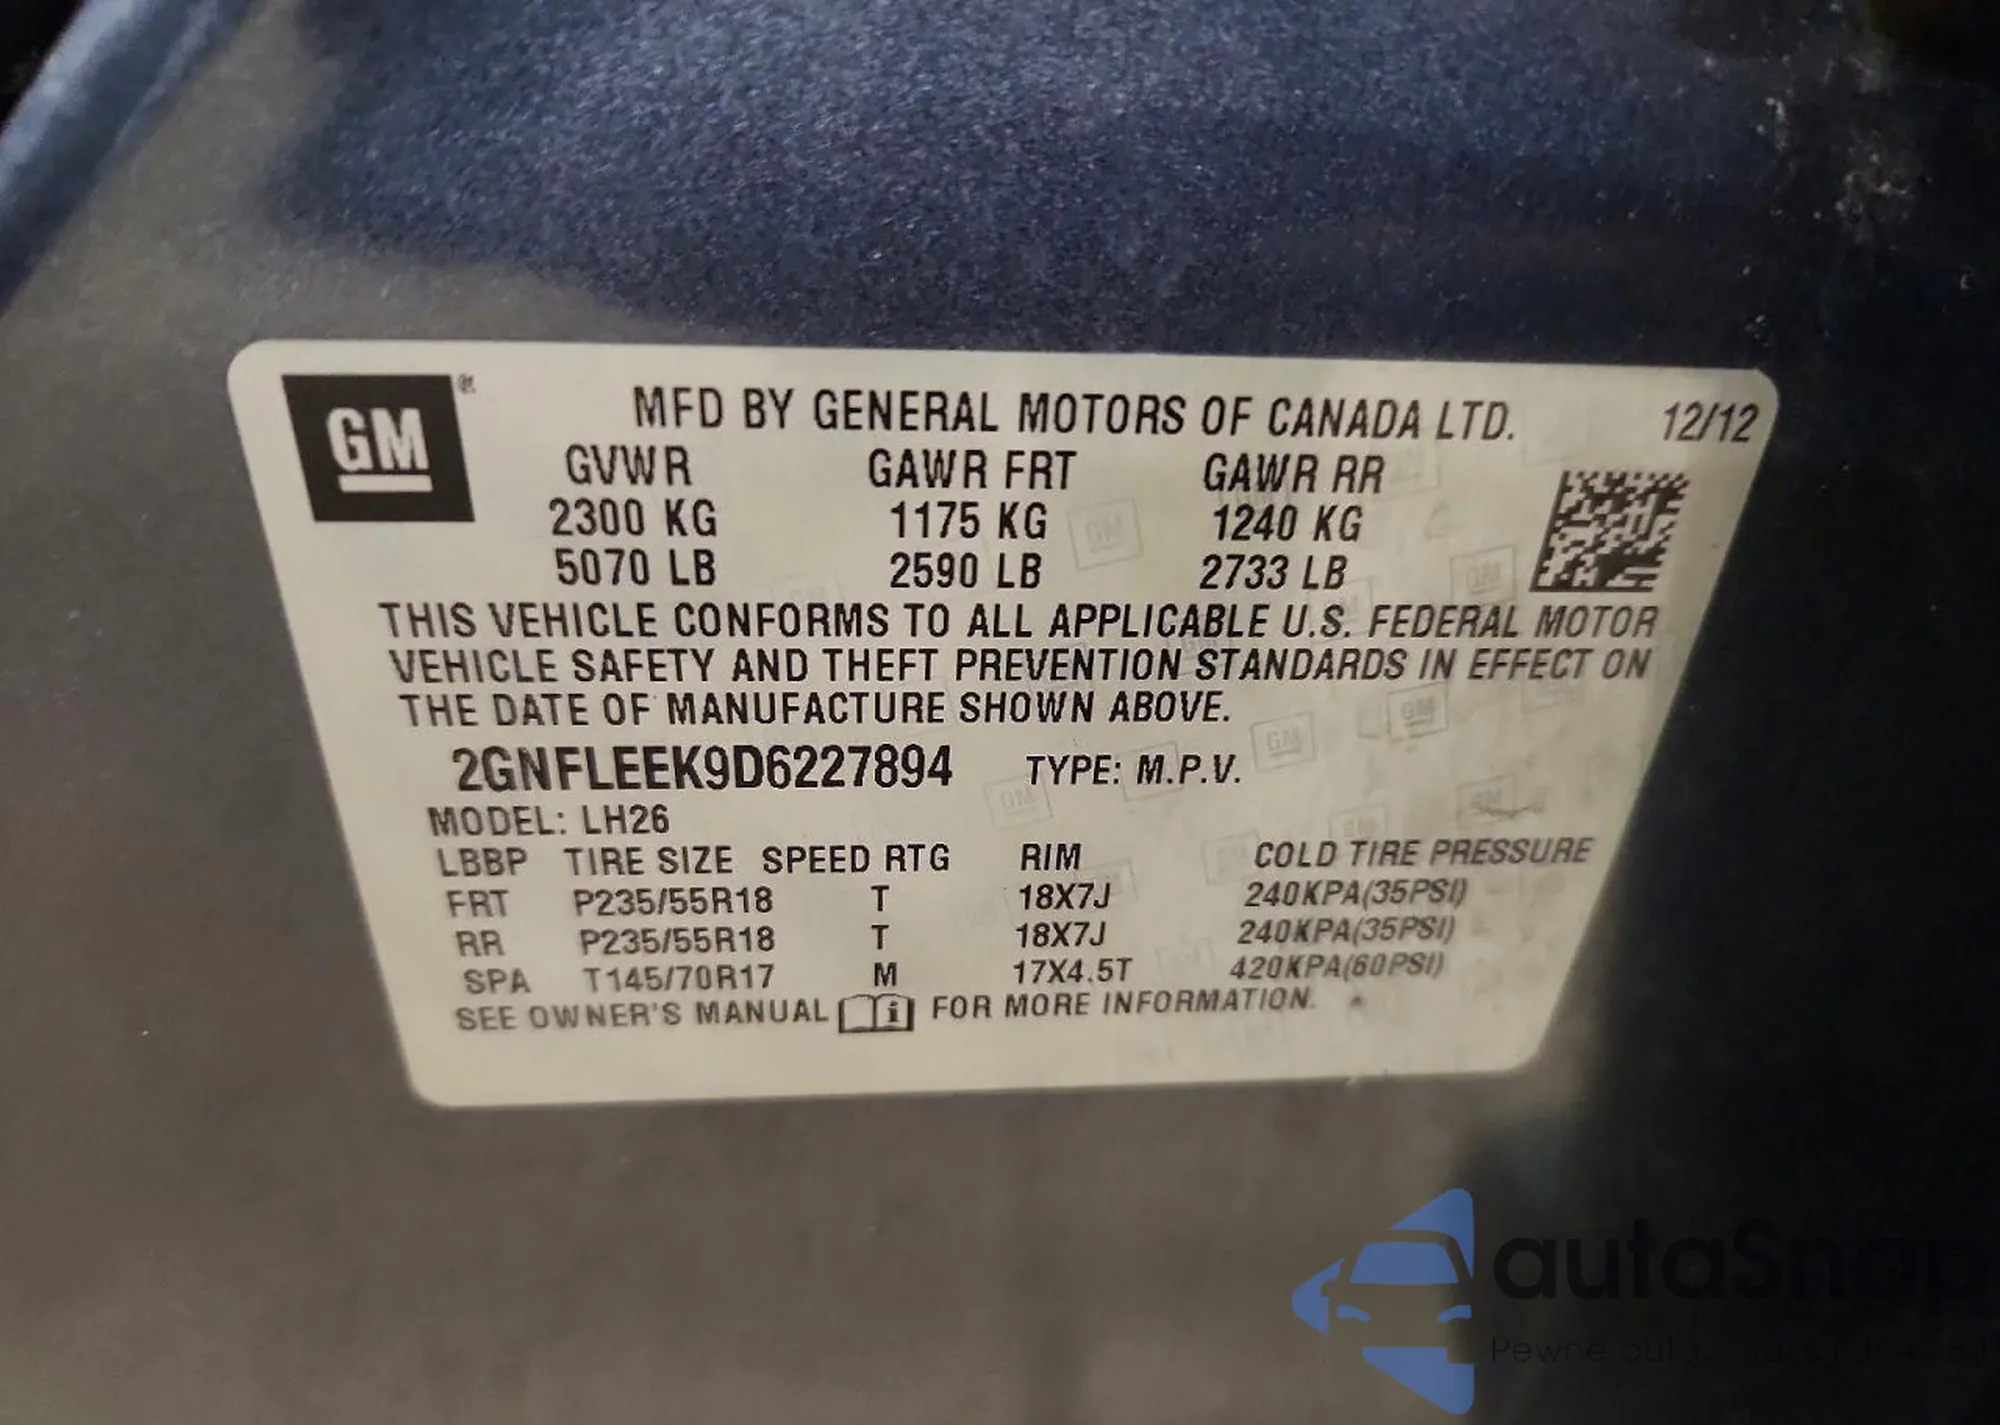 GM ®
MFD BY GENERAL MOTORS OF CANADA LTD. 12/12
GVWR GAWR FRT GAWR RR
2300 KG 1175 KG 1240 KG
5070 LB 2590 LB 2733 LB
THIS VEHICLE CONFORMS TO ALL APPLICABLE U.S. FEDERAL MOTOR
VEHICLE SAFETY AND THEFT PREVENTION STANDARDS IN EFFECT ON
THE DATE OF MANUFACTURE SHOWN ABOVE.
2GNFLEEK9D6227894 TYPE: M.P.V.
MODEL: LH26
LBBP TIRE SIZE SPEED RTG RIM COLD TIRE PRESSURE
FRT P235/55R18 T 18X7J 240KPA(35PSI)
RR P235/55R18 T 18X7J 240KPA(35PSI)
SPA T145/70R17 M 17X4.5T 420KPA(60PSI)
SEE OWNER'S MANUAL i FOR MORE INFORMATION.
autaSnap
Pewne auta